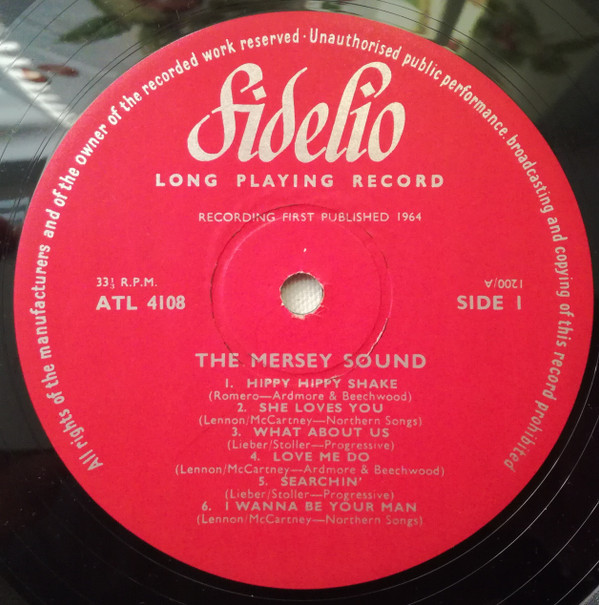 All rights of the manufacturers and of the owner of the recorded work reserved · Unauthorised public performance, broadcasting and copying of this record prohibited
Fidelio
LONG PLAYING RECORD
RECORDING FIRST PUBLISHED 1964
33⅓ R.P.M.
1200/A
ATL 4108
SIDE 1
THE MERSEY SOUND
1. HIPPY HIPPY SHAKE
(Romero—Ardmore & Beechwood)
2. SHE LOVES YOU
(Lennon/McCartney—Northern Songs)
3. WHAT ABOUT US
(Lieber/Stoller—Progressive)
4. LOVE ME DO
(Lennon/McCartney—Ardmore & Beechwood)
5. SEARCHIN'
(Lieber/Stoller—Progressive)
6. I WANNA BE YOUR MAN
(Lennon/McCartney—Northern Songs)